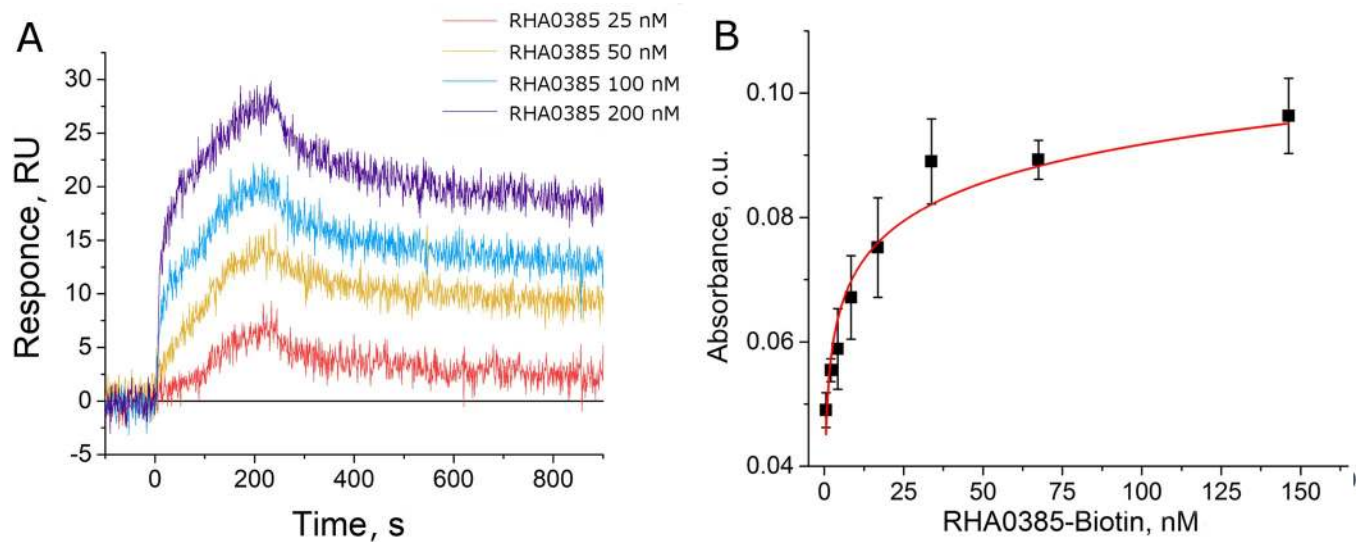 A
RHA0385 25 nM
RHA0385 50 nM
RHA0385 100 nM
RHA0385 200 nM
30
25
20
15
10
5
0
-5
Responce, RU
0 200 400 600 800
Time, s
B
0.10
0.08
0.06
0.04
Absorbance, o.u.
0 25 50 75 100 125 150
RHA0385-Biotin, nM